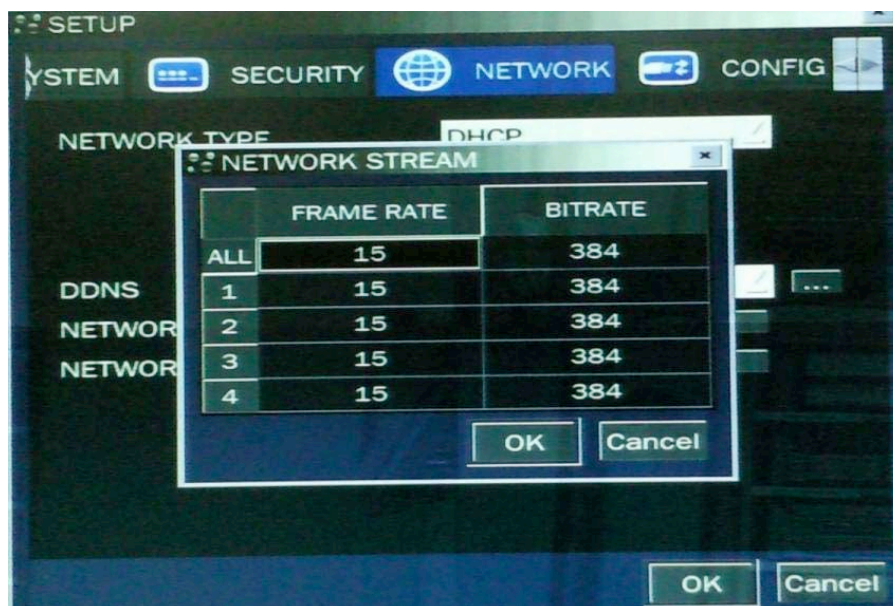 SETUP
YSTEM SECURITY NETWORK CONFIG
NETWORK TYPE DHCP
NETWORK STREAM
FRAME RATE BITRATE
ALL 15 384
DDNS 1 15 384 ...
NETWOR 2 15 384
NETWOR 3 15 384
4 15 384
OK Cancel
OK Cancel